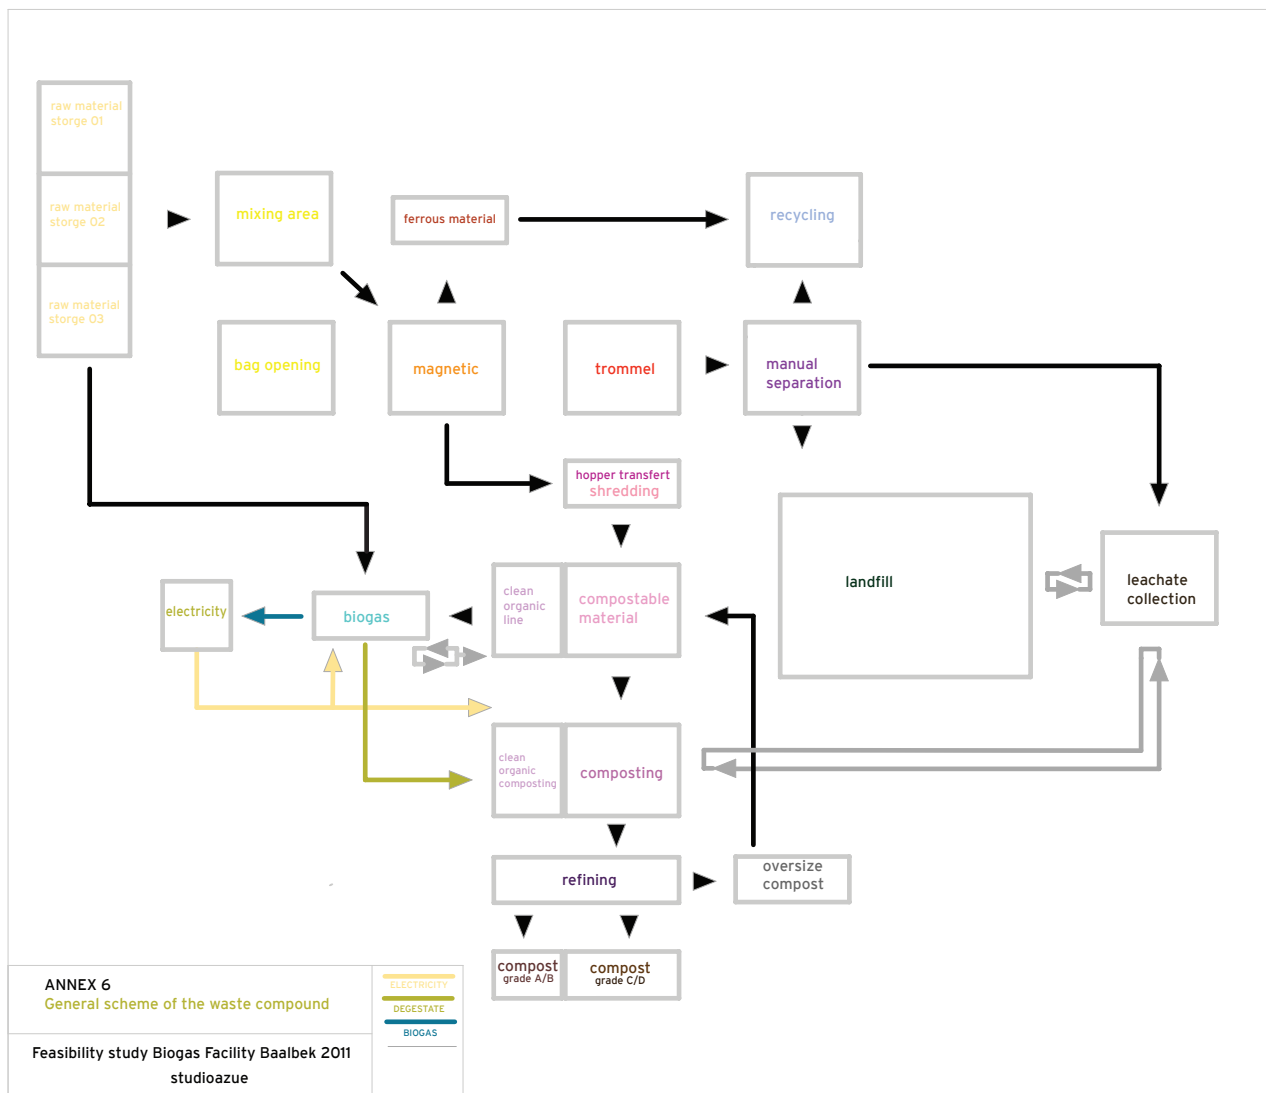 raw material
storge 01
raw material
storge 02
raw material
storge 03
mixing area
ferrous material
recycling
bag opening
magnetic
trommel
manual
separation
hopper transfert
shredding
clean
organic
line
compostable
material
landfill
leachate
collection
electricity
biogas
clean
organic
composting
composting
refining
oversize
compost
compost
grade A/B
compost
grade C/D
ANNEX 6
General scheme of the waste compound
ELECTRICITY
DEGESTATE
BIOGAS
Feasibility study Biogas Facility Baalbek 2011
studioazue